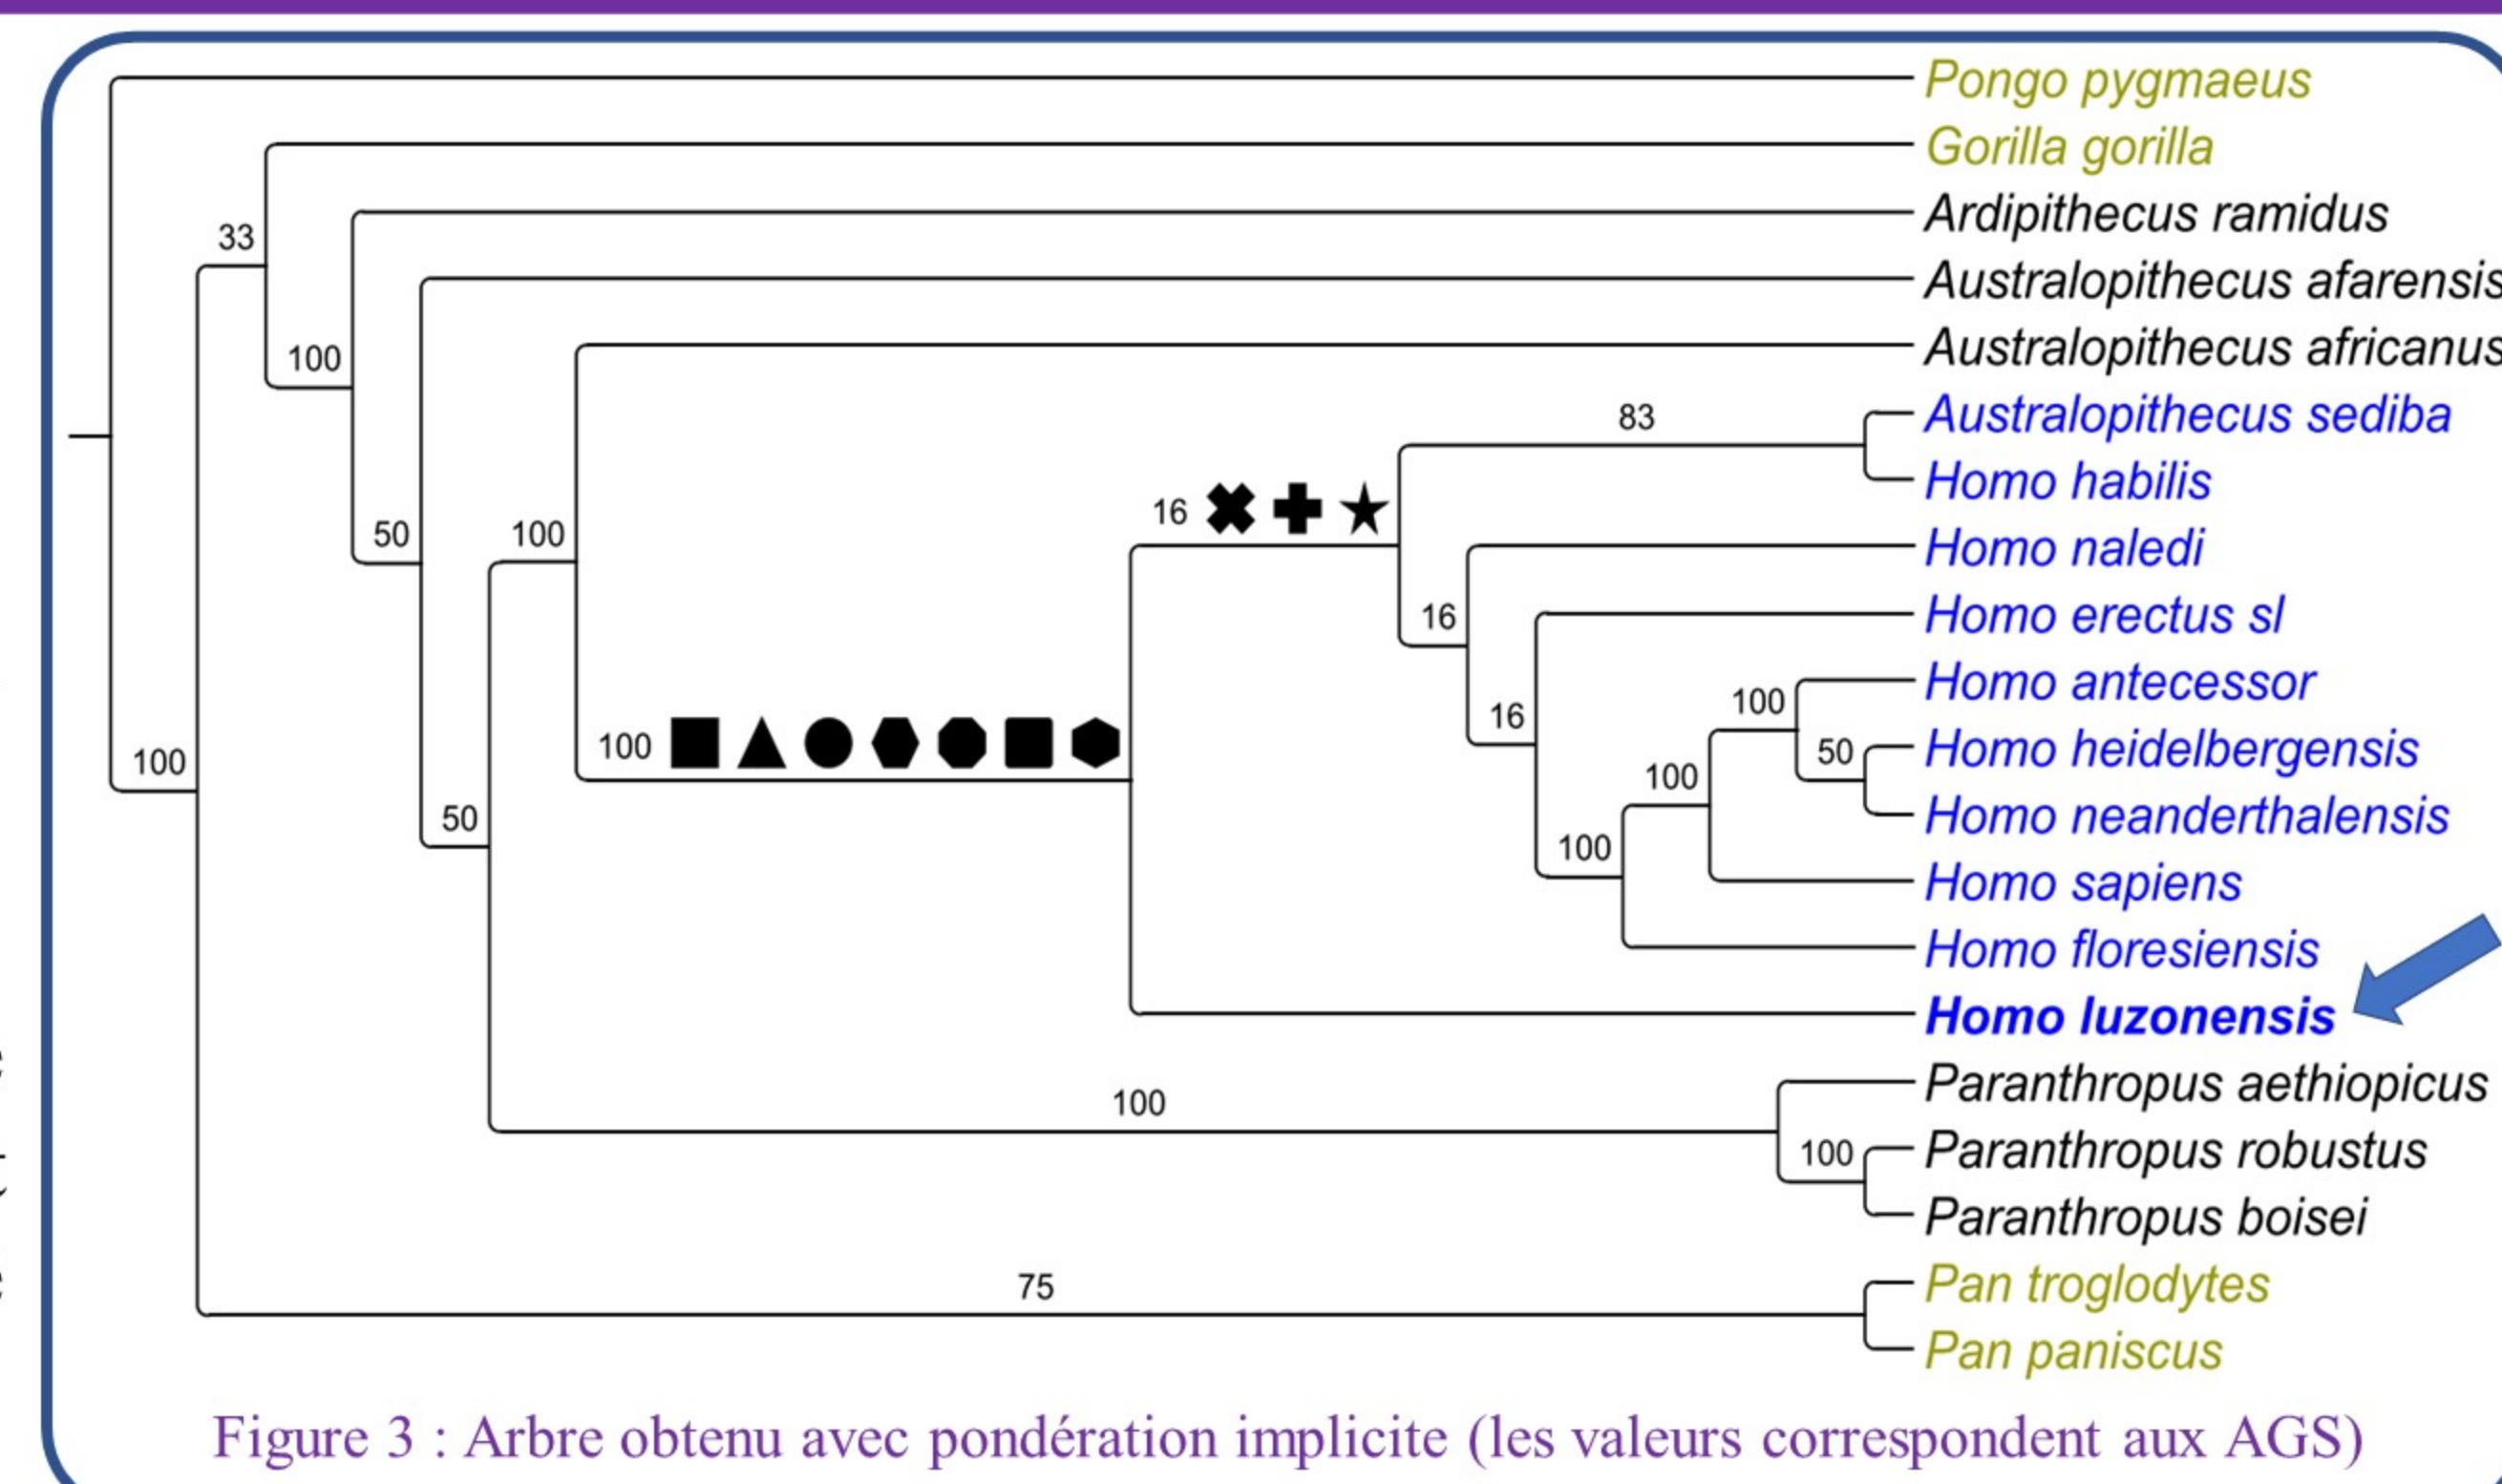 Pongo pygmaeus
Gorilla gorilla
33
Ardipithecus ramidus
Australopithecus afarensis
100
Australopithecus africanus
83
Australopithecus sediba
Homo habilis
50
100
16
Homo naledi
16
Homo erectus sl
100
Homo antecessor
16
50
Homo heidelbergensis
100
100
100
Homo neanderthalensis
50
100
Homo sapiens
Homo floresiensis
Homo luzonensis
100
Paranthropus aethiopicus
100
Paranthropus robustus
Paranthropus boisei
75
Pan troglodytes
Pan paniscus
Figure 3 : Arbre obtenu avec pondération implicite (les valeurs correspondent aux AGS)